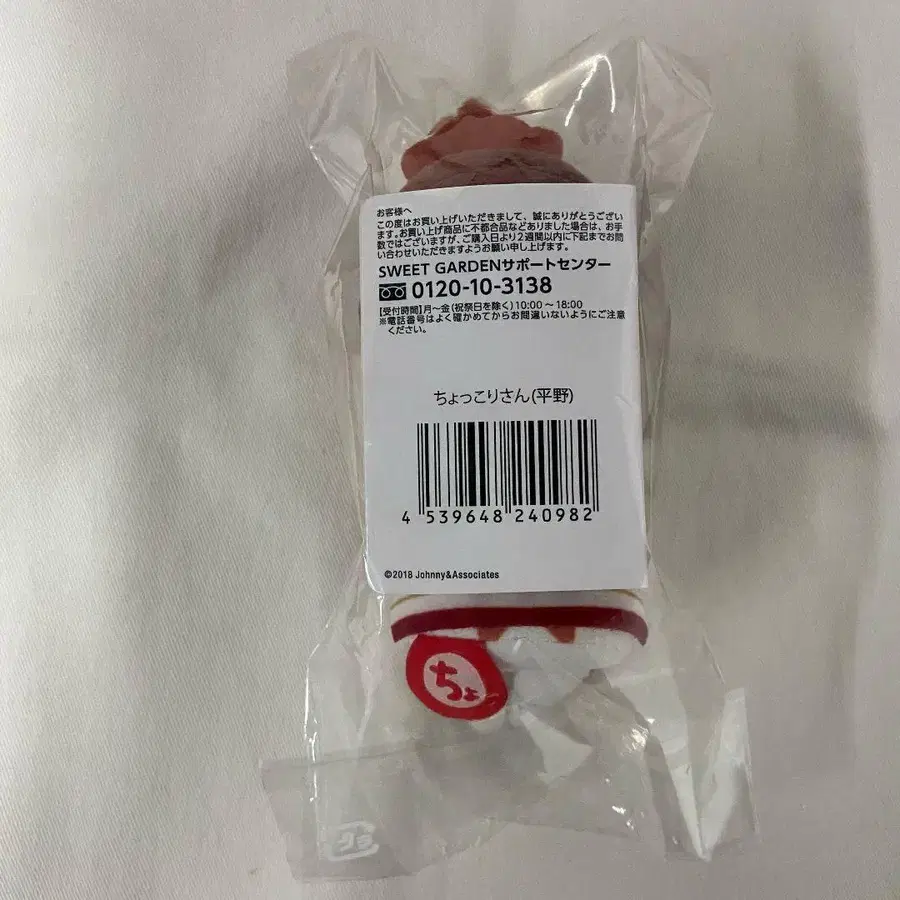 お客様へ
この度はお買い上げいただきまして、誠にありがとうござい
ます。お買い上げ商品に不都合品などありました場合は、お手
数ではございますが、ご購入日より2週間以内に下記までお問
い合わせいただきますようお願い申し上げます。
SWEET GARDENサポートセンター
0120-10-3138
【受付時間】月〜金(祝祭日を除く)10:00〜18:00
※電話番号はよく確かめてからお間違いないようにご注意
ください。
ちょっこりさん(平野)
4 539648 240982
©2018 Johnny&Associates
ちょ
プラ